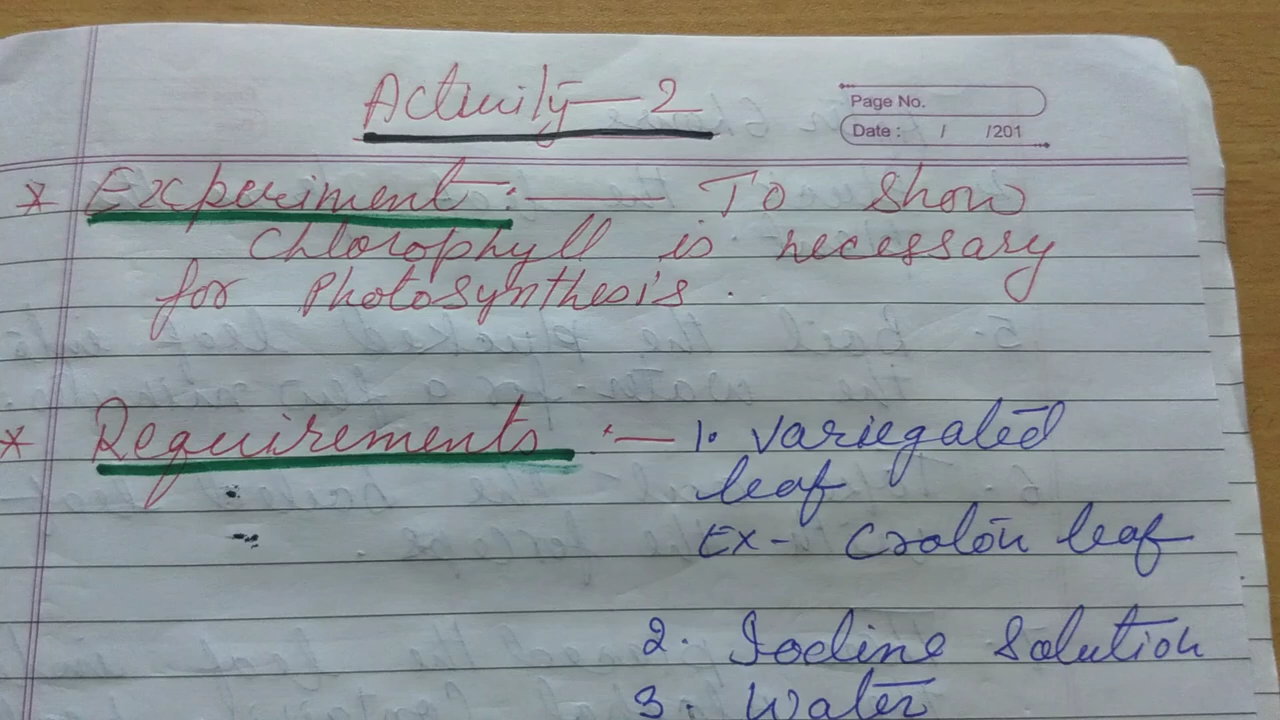 Activity — 2
Page No.
Date : / /201
* Experiment :— To Show
Chlorophyll is necessary
for Photosynthesis.
* Requirements :— 1. Variegated
leaf
Ex- Croton leaf
2. Iodine Solution
3. Water